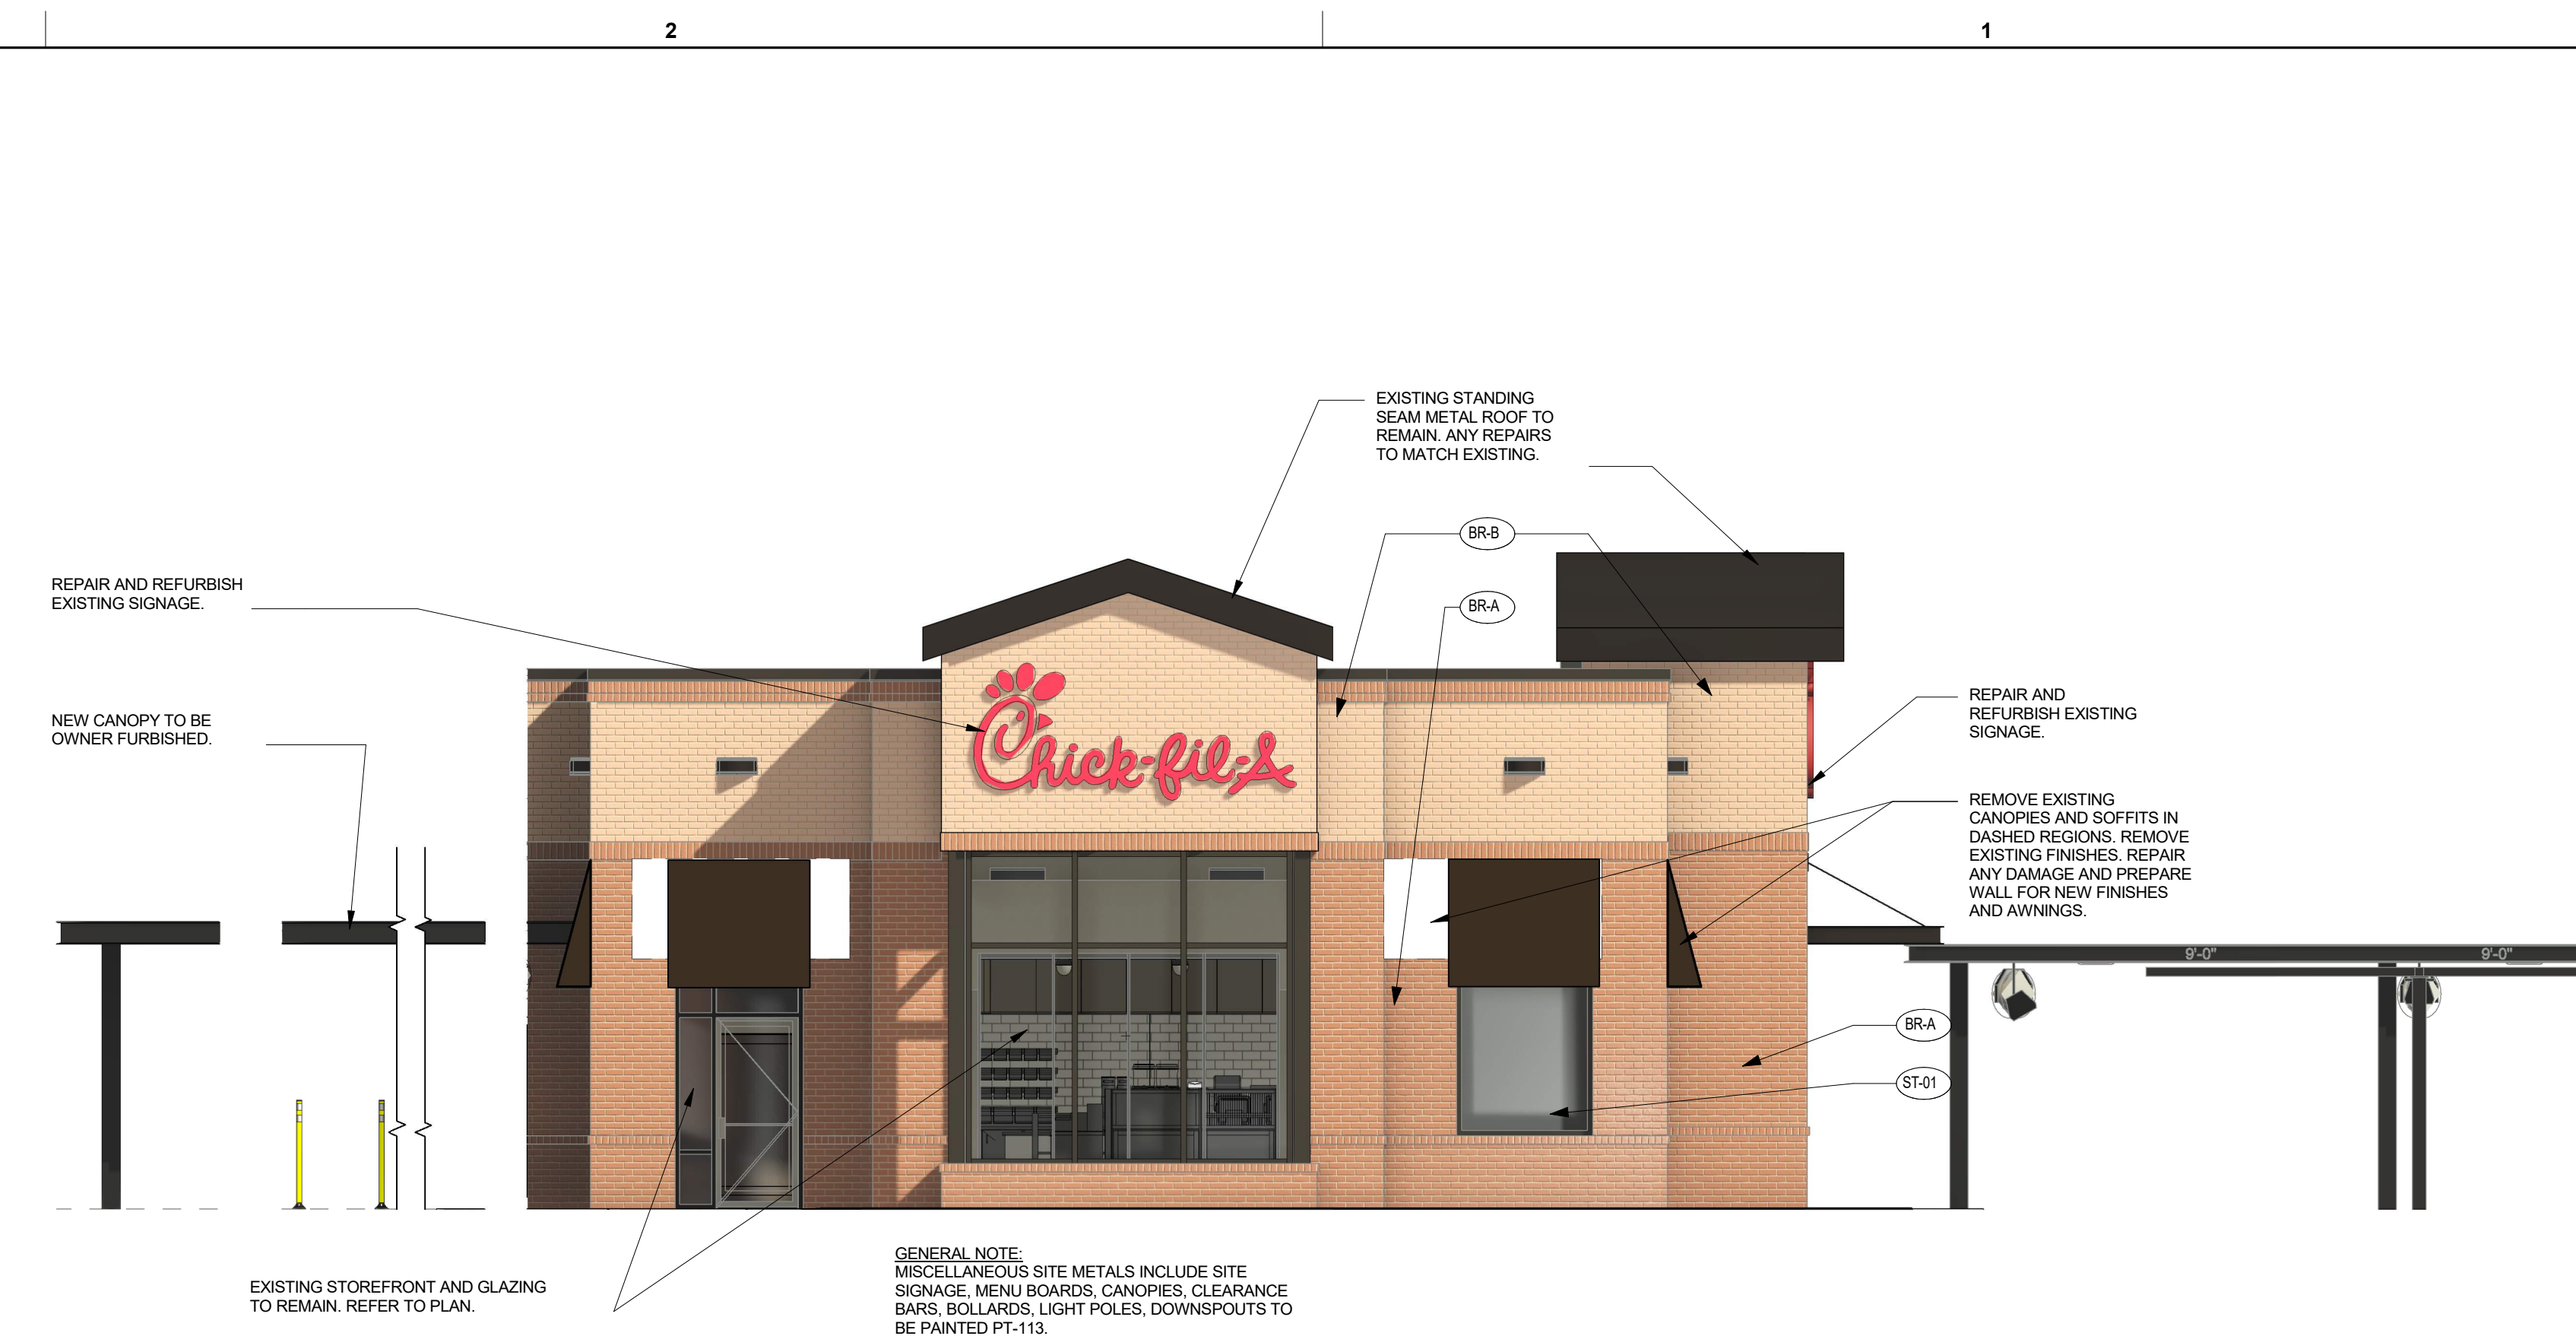 2
1
EXISTING STANDING
SEAM METAL ROOF TO
REMAIN. ANY REPAIRS
TO MATCH EXISTING.
BR-B
BR-A
REPAIR AND REFURBISH
EXISTING SIGNAGE.
NEW CANOPY TO BE
OWNER FURBISHED.
Chick-fil-A
REPAIR AND
REFURBISH EXISTING
SIGNAGE.
REMOVE EXISTING
CANOPIES AND SOFFITS IN
DASHED REGIONS. REMOVE
EXISTING FINISHES. REPAIR
ANY DAMAGE AND PREPARE
WALL FOR NEW FINISHES
AND AWNINGS.
9'-0"
9'-0"
BR-A
ST-01
EXISTING STOREFRONT AND GLAZING
TO REMAIN. REFER TO PLAN.
GENERAL NOTE:
MISCELLANEOUS SITE METALS INCLUDE SITE
SIGNAGE, MENU BOARDS, CANOPIES, CLEARANCE
BARS, BOLLARDS, LIGHT POLES, DOWNSPOUTS TO
BE PAINTED PT-113.